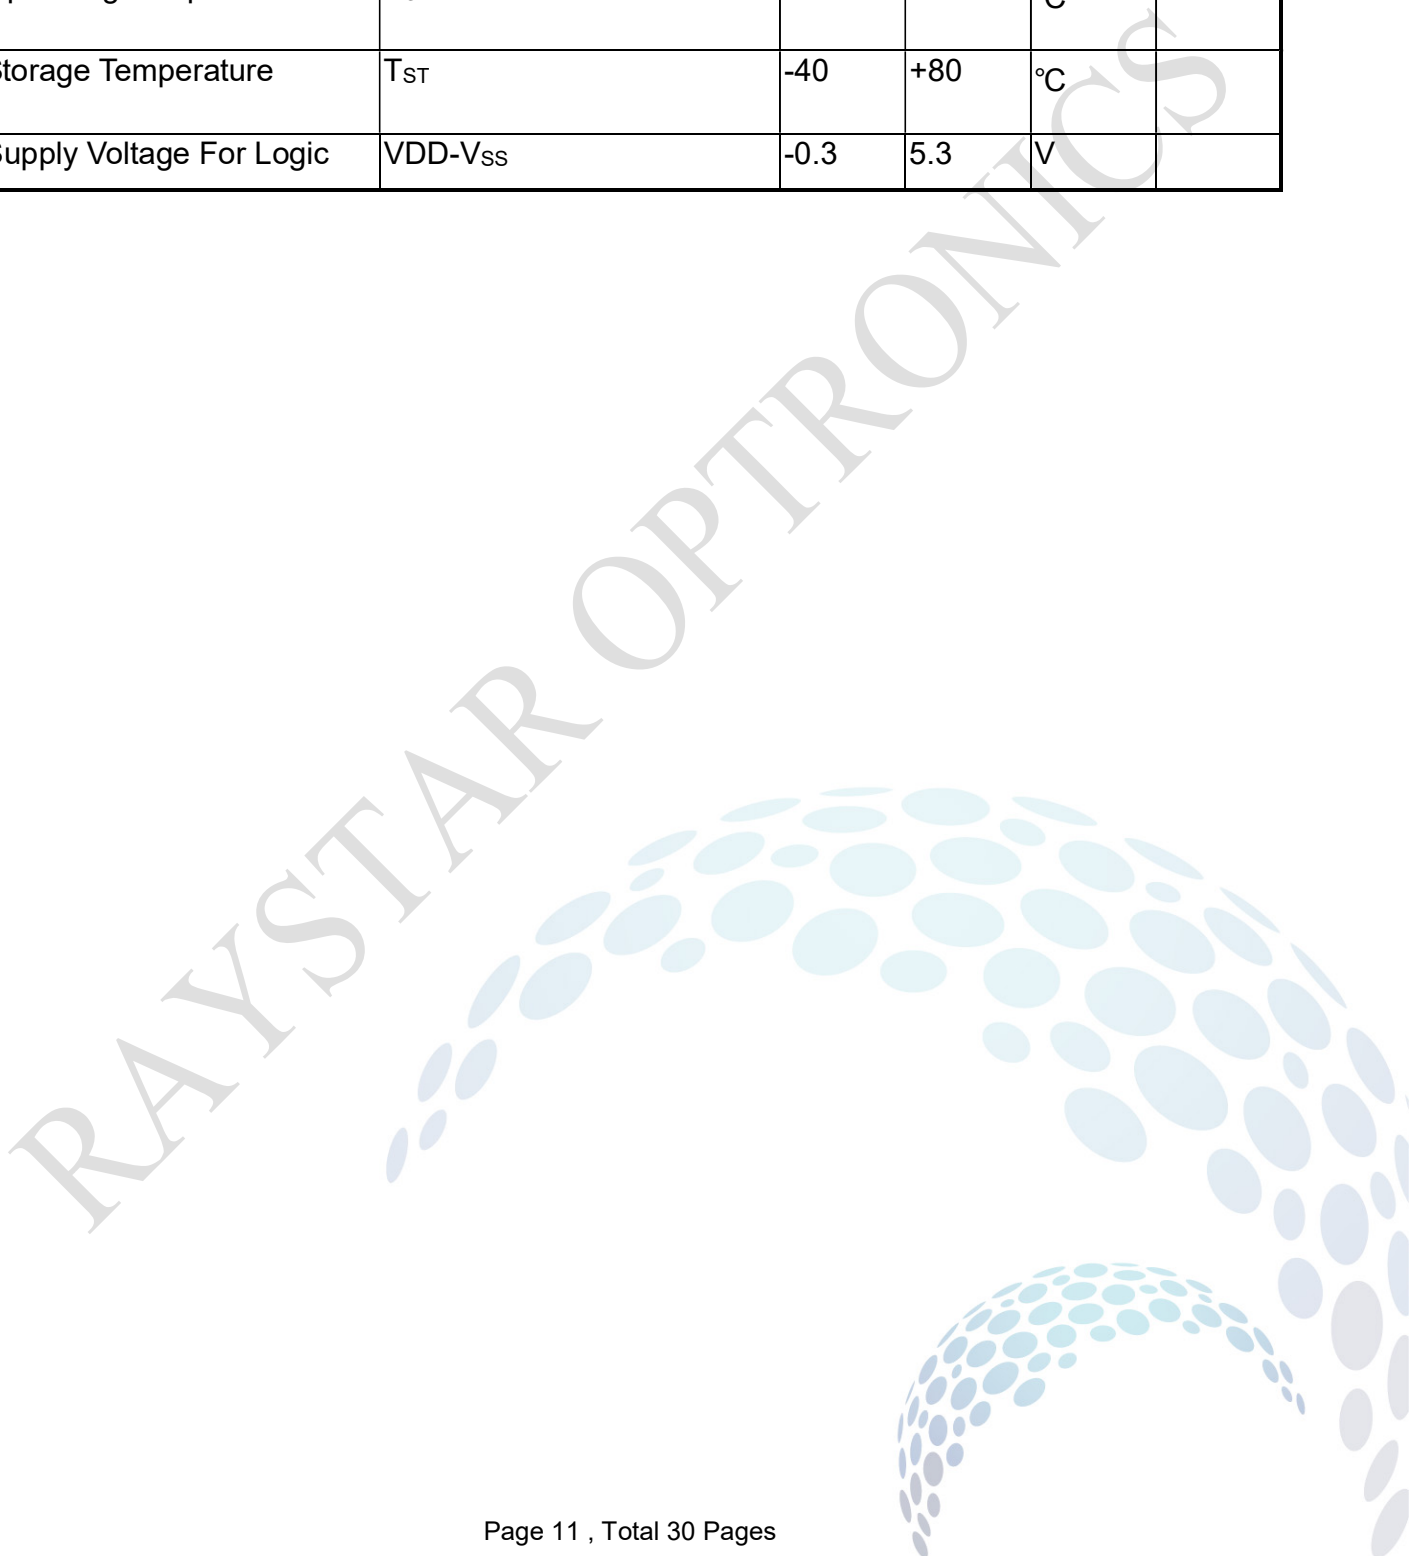 ℃
Storage Temperature TST -40 +80 ℃
Supply Voltage For Logic VDD-VSS -0.3 5.3 V
RAYSTAR OPTRONICS
Page 11 , Total 30 Pages